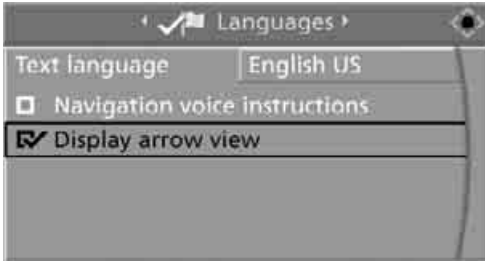 Languages
Text language English US
Navigation voice instructions
Display arrow view